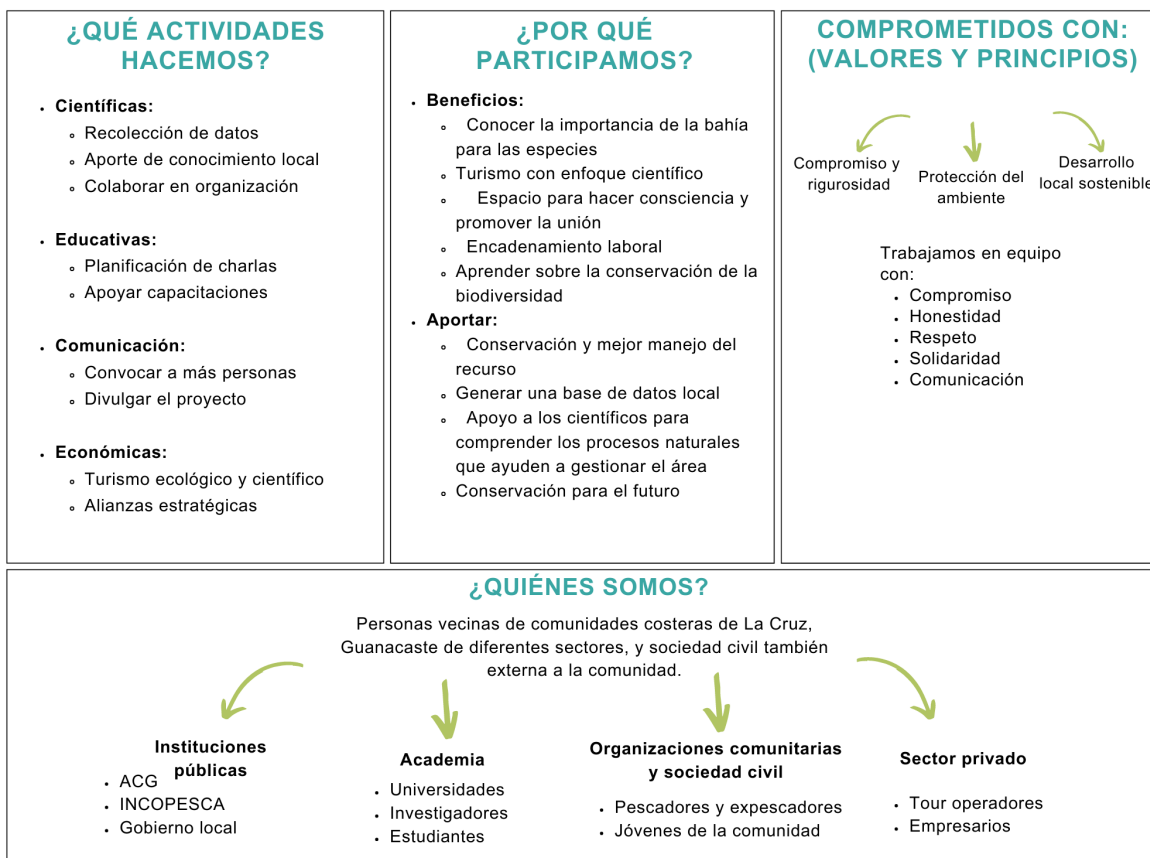 ¿QUÉ ACTIVIDADES
HACEMOS?
Científicas:
Recolección de datos
Aporte de conocimiento local
Colaborar en organización
Educativas:
Planificación de charlas
Apoyar capacitaciones
Comunicación:
Convocar a más personas
Divulgar el proyecto
Económicas:
Turismo ecológico y científico
Alianzas estratégicas
¿POR QUÉ
PARTICIPAMOS?
Beneficios:
Conocer la importancia de la bahía
para las especies
Turismo con enfoque científico
Espacio para hacer consciencia y
promover la unión
Encadenamiento laboral
Aprender sobre la conservación de la
biodiversidad
Aportar:
Conservación y mejor manejo del
recurso
Generar una base de datos local
Apoyo a los científicos para
comprender los procesos naturales
que ayuden a gestionar el área
Conservación para el futuro
COMPROMETIDOS CON:
(VALORES Y PRINCIPIOS)
Compromiso y
rigurosidad
Protección del
ambiente
Desarrollo
local sostenible
Trabajamos en equipo
con:
Compromiso
Honestidad
Respeto
Solidaridad
Comunicación
¿QUIÉNES SOMOS?
Personas vecinas de comunidades costeras de La Cruz,
Guanacaste de diferentes sectores, y sociedad civil también
externa a la comunidad.
Instituciones
públicas
ACG
INCOPESCA
Gobierno local
Academia
Universidades
Investigadores
Estudiantes
Organizaciones comunitarias
y sociedad civil
Pescadores y expescadores
Jóvenes de la comunidad
Sector privado
Tour operadores
Empresarios